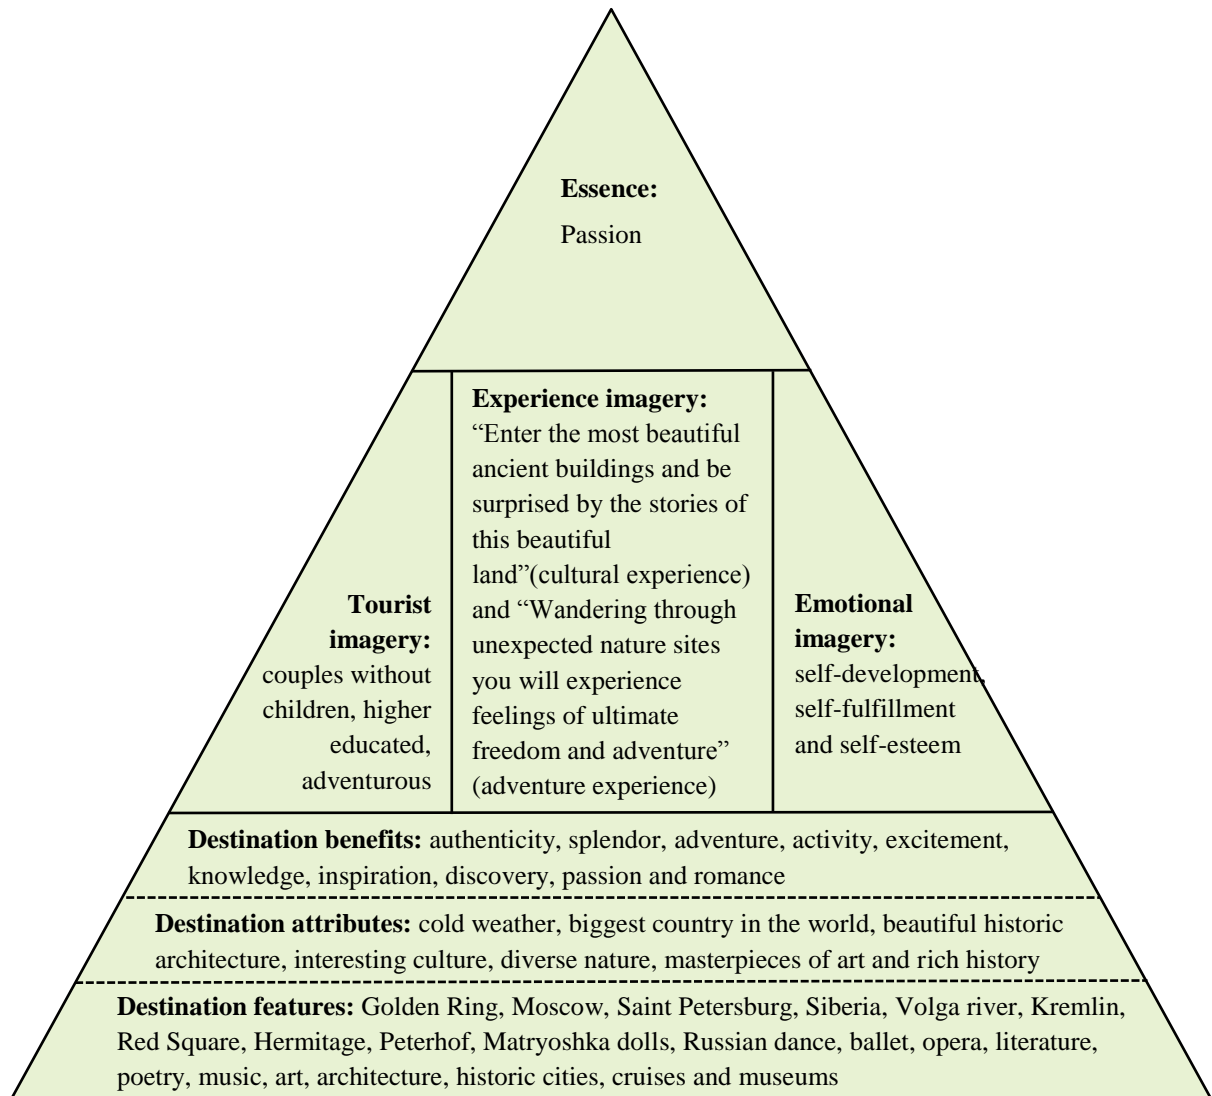 Essence:
Passion
Experience imagery:
“Enter the most beautiful
ancient buildings and be
surprised by the stories of
this beautiful
land”(cultural experience)
and “Wandering through
unexpected nature sites
you will experience
feelings of ultimate
freedom and adventure”
(adventure experience)
Tourist
imagery:
couples without
children, higher
educated,
adventurous
Emotional
imagery:
self-development,
self-fulfillment
and self-esteem
Destination benefits: authenticity, splendor, adventure, activity, excitement,
knowledge, inspiration, discovery, passion and romance
Destination attributes: cold weather, biggest country in the world, beautiful historic
architecture, interesting culture, diverse nature, masterpieces of art and rich history
Destination features: Golden Ring, Moscow, Saint Petersburg, Siberia, Volga river, Kremlin,
Red Square, Hermitage, Peterhof, Matryoshka dolls, Russian dance, ballet, opera, literature,
poetry, music, art, architecture, historic cities, cruises and museums